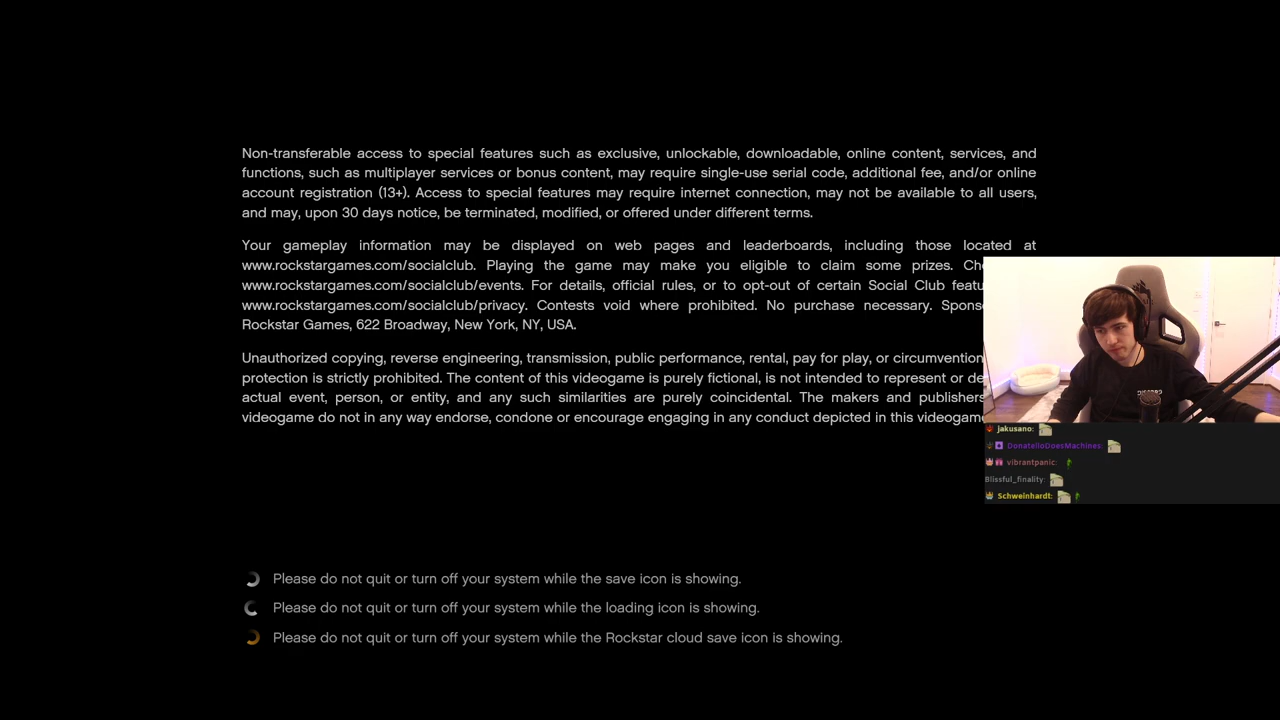 Non-transferable access to special features such as exclusive, unlockable, downloadable, online content, services, and
functions, such as multiplayer services or bonus content, may require single-use serial code, additional fee, and/or online
account registration (13+). Access to special features may require internet connection, may not be available to all users,
and may, upon 30 days notice, be terminated, modified, or offered under different terms.
Your gameplay information may be displayed on web pages and leaderboards, including those located at
www.rockstargames.com/socialclub. Playing the game may make you eligible to claim some prizes.
www.rockstargames.com/socialclub/events. For details, official rules, or to opt-out of certain Social Club
www.rockstargames.com/socialclub/privacy. Contests void where prohibited. No purchase necessary.
Rockstar Games, 622 Broadway, New York, NY, USA.
Unauthorized copying, reverse engineering, transmission, public performance, rental, pay for play, or circumvention
protection is strictly prohibited. The content of this videogame is purely fictional, is not intended to represent or
actual event, person, or entity, and any such similarities are purely coincidental. The makers and publishers
videogame do not in any way endorse, condone or encourage engaging in any conduct depicted in this
jakusano:
DonatelloDoesMachines:
vibrantpanic:
Blissful_finality:
Schweinhardt:
Please do not quit or turn off your system while the save icon is showing.
Please do not quit or turn off your system while the loading icon is showing.
Please do not quit or turn off your system while the Rockstar cloud save icon is showing.